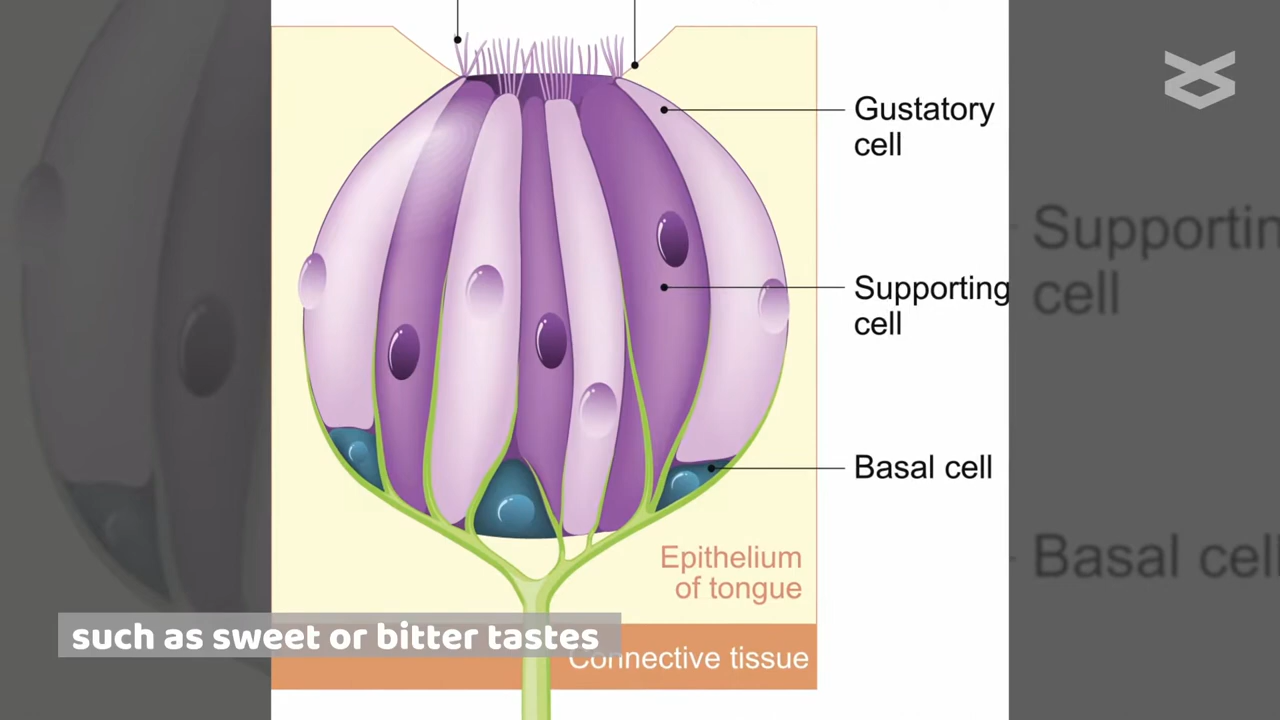 Gustatory
cell
Supporting
cell
Basal cell
Epithelium
of tongue
such as sweet or bitter tastes
Connective tissue
Supportin
cell
Basal cell